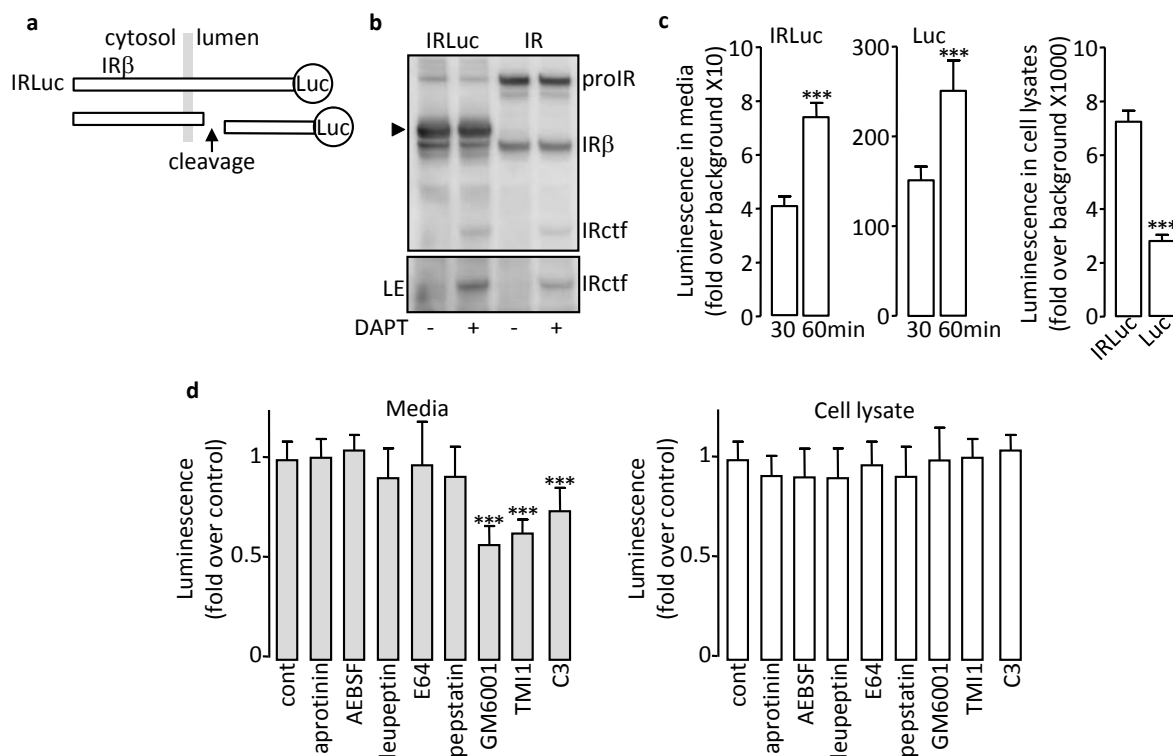 a
cytosol lumen
IRβ
IRLuc
Luc
Luc
cleavage
b
IRLuc IR
proIR
IRβ
IRctf
LE
IRctf
DAPT - + - +
c
IRLuc
Luc
Luminescence in media
(fold over background X10)
10
8
6
4
2
0
***
30 60min
300
200
100
0
***
30 60min
Luminescence in cell lysates
(fold over background X1000)
10
8
6
4
2
0
***
IRLuc
Luc
d
Media
Luminescence
(fold over control)
1
0.5
0
***
***
***
cont
aprotinin
AEBSF
leupeptin
E64
pepstatin
GM6001
TMI1
C3
Cell lysate
Luminescence
(fold over control)
1
0.5
0
cont
aprotinin
AEBSF
leupeptin
E64
pepstatin
GM6001
TMI1
C3